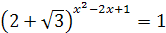 (2 + √3)^{x² − 2x + 1} = 1